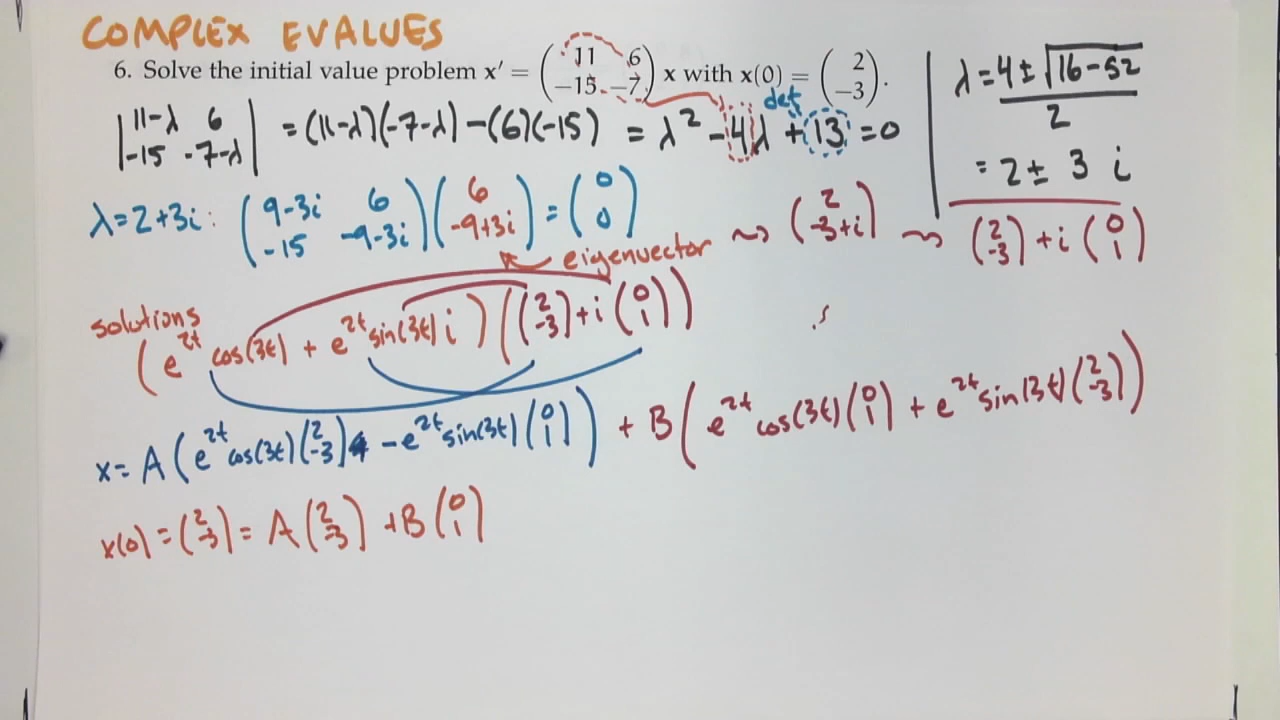 COMPLEX EVALUES
6. Solve the initial value problem x′ = ( 11 6 ; −15 −7 ) x with x(0) = ( 2 ; −3 ).
| 11-λ 6 ; -15 -7-λ | = (11-λ)(-7-λ) - (6)(-15) = λ² - 4λ + 13 = 0
det
λ = 4 ± √(16-52) / 2
= 2 ± 3 i
λ = 2+3i : ( 9-3i 6 ; -15 -9-3i ) ( 6 ; -9+3i ) = ( 0 ; 0 ) ⇝ ( 2 ; -3+i ) ⇝ ( 2 ; -3 ) + i ( 0 ; 1 )
eigenvector
solutions
( e^{2t} cos(3t) + e^{2t} sin(3t) i ) ( ( 2 ; -3 ) + i ( 0 ; 1 ) )
x = A ( e^{2t} cos(3t) ( 2 ; -3 ) - e^{2t} sin(3t) ( 0 ; 1 ) ) + B ( e^{2t} cos(3t) ( 0 ; 1 ) + e^{2t} sin(3t) ( 2 ; -3 ) )
x(0) = ( 2 ; -3 ) = A ( 2 ; -3 ) + B ( 0 ; 1 )